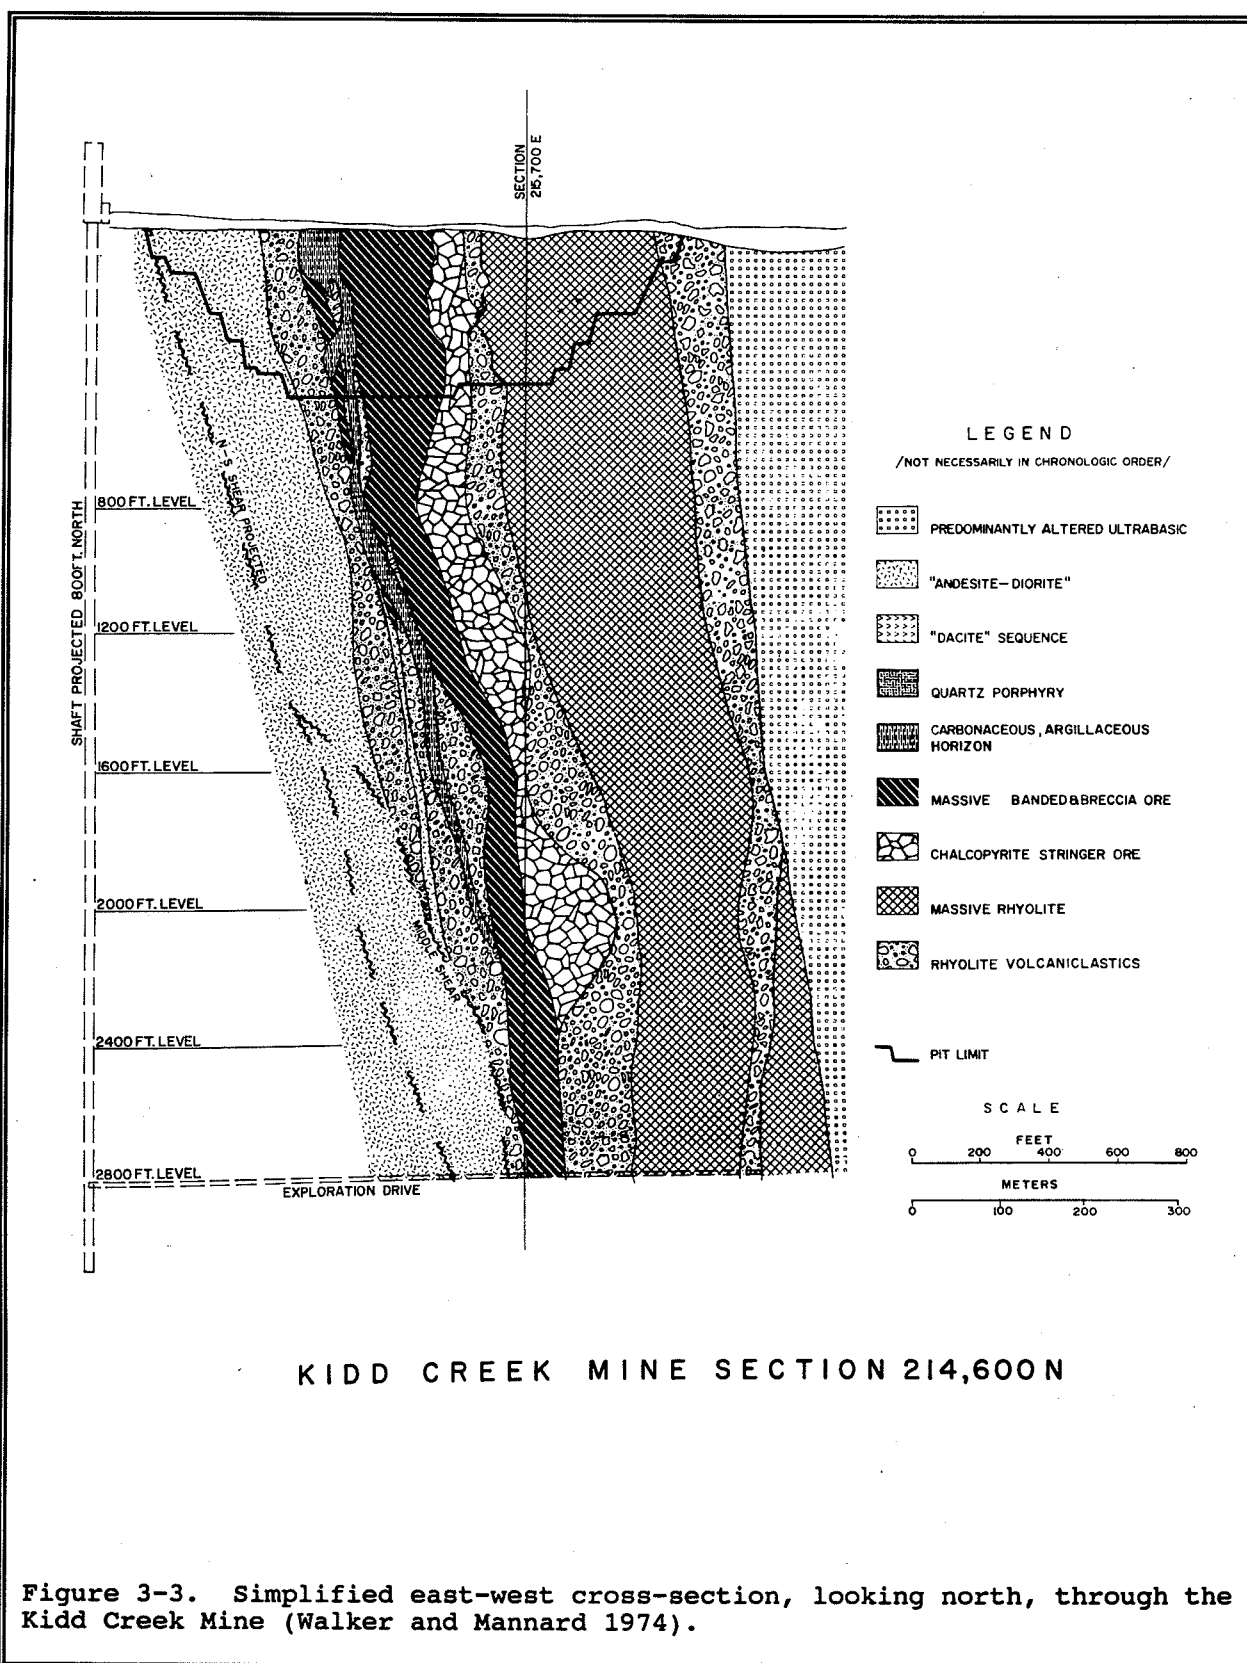 SECTION
215,700 E
SHAFT PROJECTED 800FT. NORTH
N-S SHEAR PROJECTED
800 FT. LEVEL
1200 FT. LEVEL
1600 FT. LEVEL
2000 FT. LEVEL
MIDDLE SHEAR
2400 FT. LEVEL
2800 FT. LEVEL
EXPLORATION DRIVE
LEGEND
/NOT NECESSARILY IN CHRONOLOGIC ORDER/
PREDOMINANTLY ALTERED ULTRABASIC
"ANDESITE-DIORITE"
"DACITE" SEQUENCE
QUARTZ PORPHYRY
CARBONACEOUS, ARGILLACEOUS
HORIZON
MASSIVE BANDED&BRECCIA ORE
CHALCOPYRITE STRINGER ORE
MASSIVE RHYOLITE
RHYOLITE VOLCANICLASTICS
PIT LIMIT
SCALE
FEET
0 200 400 600 800
METERS
0 100 200 300
KIDD CREEK MINE SECTION 214,600N
Figure 3-3. Simplified east-west cross-section, looking north, through the
Kidd Creek Mine (Walker and Mannard 1974).